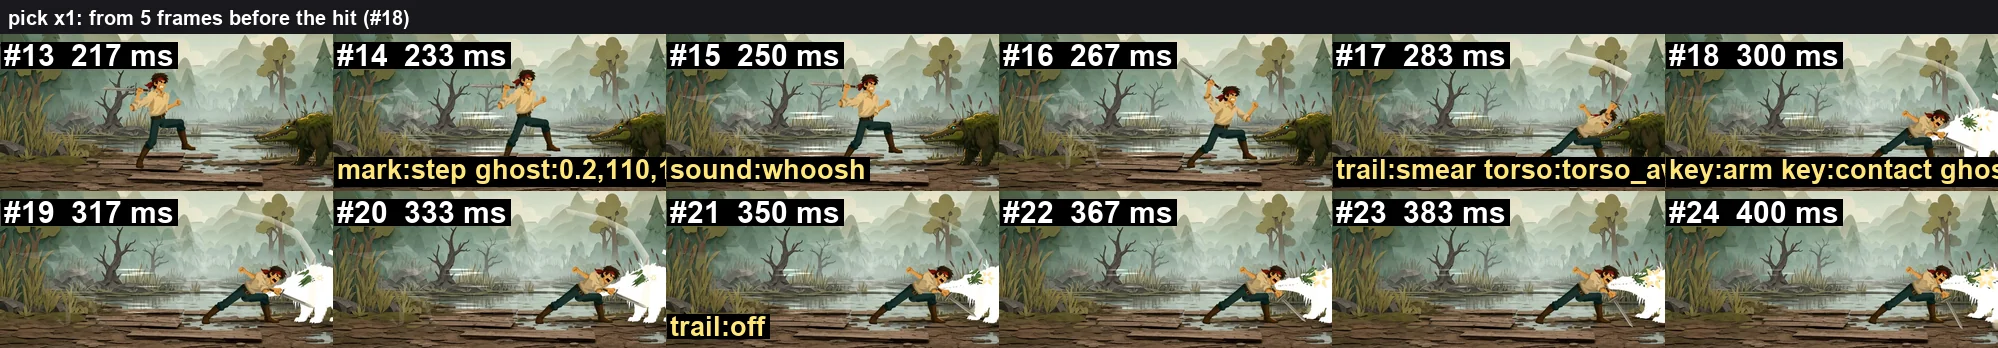 pick x1: from 5 frames before the hit (#18)
#13 217 ms
#14 233 ms
#15 250 ms
#16 267 ms
#17 283 ms
#18 300 ms
mark:step ghost:0.2,110,1
sound:whoosh
trail:smear torso:torso_a
key:arm key:contact ghos
#19 317 ms
#20 333 ms
#21 350 ms
#22 367 ms
#23 383 ms
#24 400 ms
trail:off